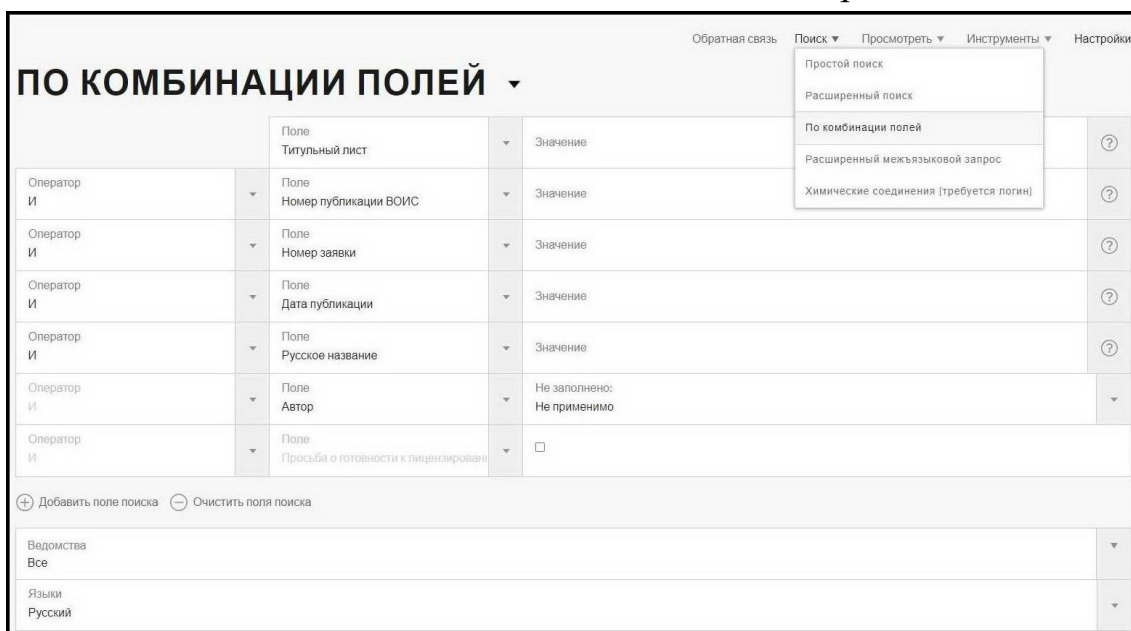 Обратная связь Поиск ▼ Просмотреть ▼ Инструменты ▼ Настройки
Простой поиск
Расширенный поиск
По комбинации полей
Расширенный межъязыковой запрос
Химические соединения [требуется логин]
ПО КОМБИНАЦИИ ПОЛЕЙ
Поле
Титульный лист
Значение
Оператор
И
Поле
Номер публикации ВОИС
Значение
Оператор
И
Поле
Номер заявки
Значение
Оператор
И
Поле
Дата публикации
Значение
Оператор
И
Поле
Русское название
Значение
Оператор
И
Поле
Автор
Не заполнено:
Не применимо
Оператор
И
Поле
Просьба о готовности к лицензирован
Добавить поле поиска Очистить поля поиска
Ведомства
Все
Языки
Русский